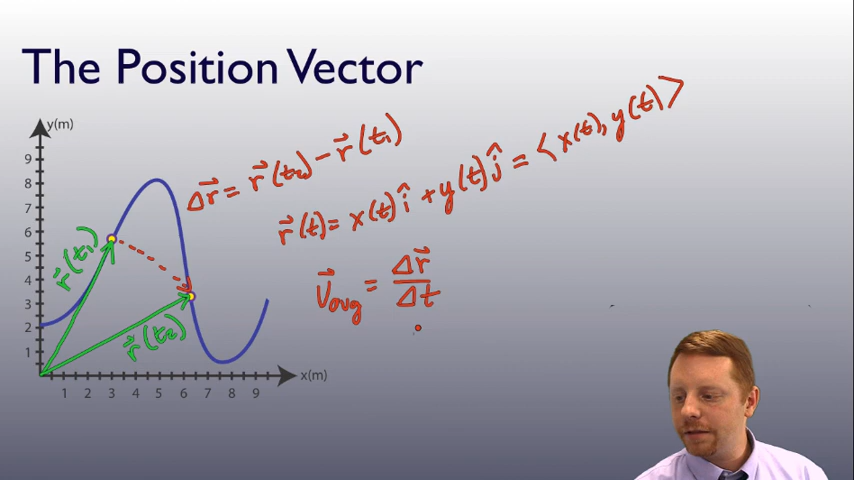 The Position Vector
y(m)
Δr⃗ = r⃗(t₂) − r⃗(t₁)
r⃗(t) = x(t)î + y(t)ĵ = ⟨x(t), y(t)⟩
v⃗avg = Δr⃗/Δt
r⃗(t₁)
r⃗(t₂)
9
8
7
6
5
4
3
2
1
1 2 3 4 5 6 7 8 9
x(m)